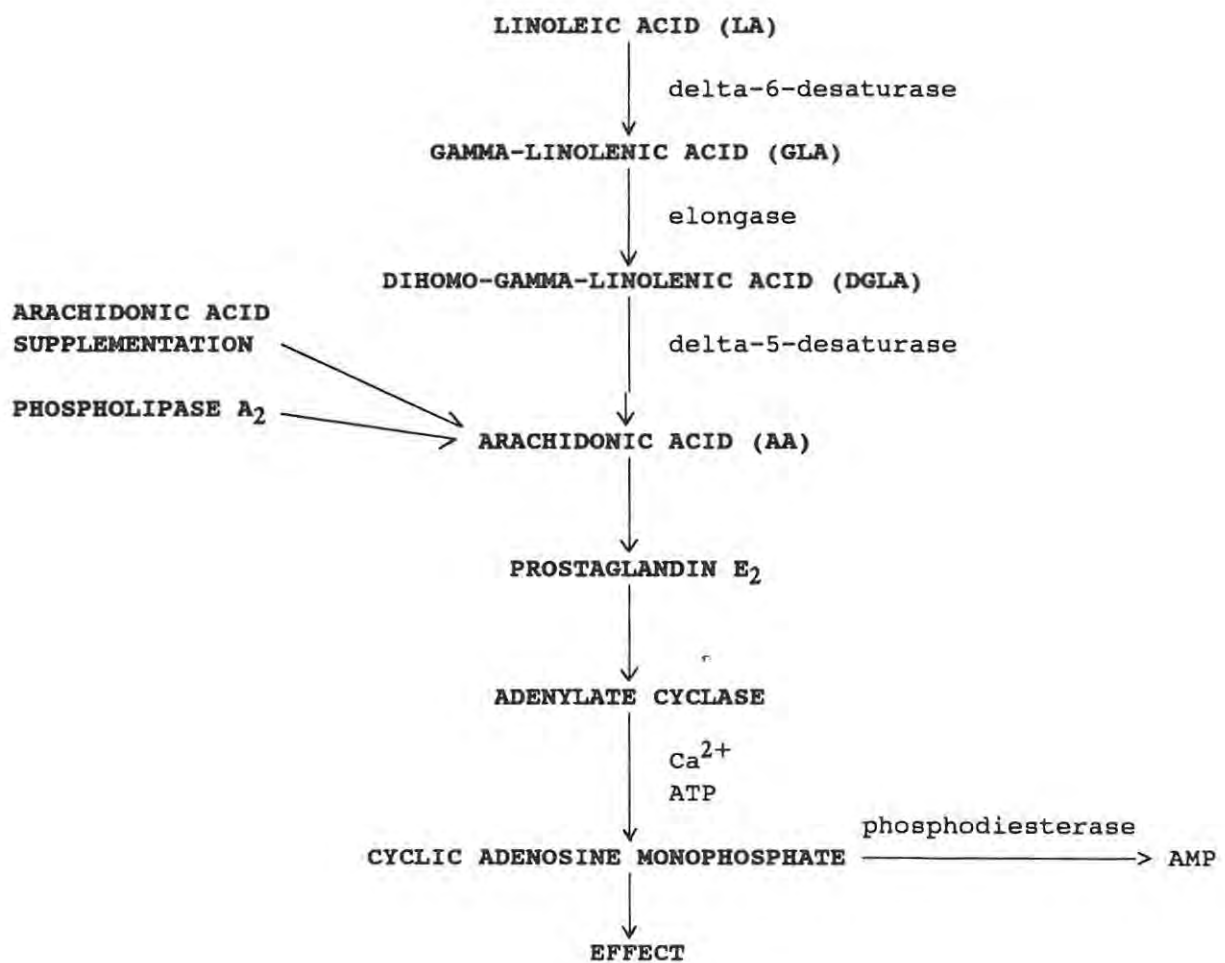 LINOLEIC ACID (LA)
delta-6-desaturase
GAMMA-LINOLENIC ACID (GLA)
elongase
DIHOMO-GAMMA-LINOLENIC ACID (DGLA)
ARACHIDONIC ACID
SUPPLEMENTATION
delta-5-desaturase
PHOSPHOLIPASE A2
ARACHIDONIC ACID (AA)
PROSTAGLANDIN E2
ADENYLATE CYCLASE
Ca2+
ATP
phosphodiesterase
CYCLIC ADENOSINE MONOPHOSPHATE
AMP
EFFECT